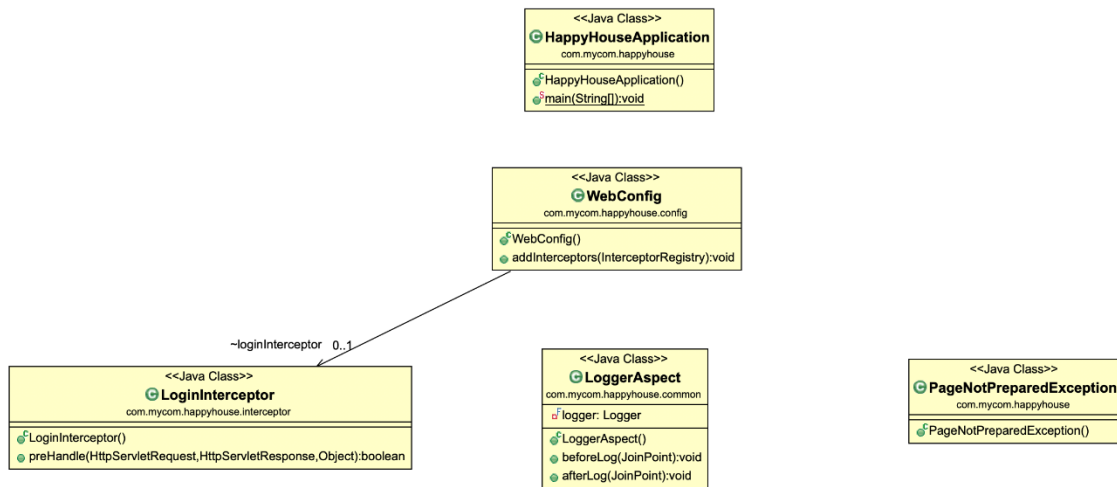 <<Java Class>>
HappyHouseApplication
com.mycom.happyhouse
HappyHouseApplication()
main(String[]):void
<<Java Class>>
WebConfig
com.mycom.happyhouse.config
WebConfig()
addInterceptors(InterceptorRegistry):void
~loginInterceptor 0..1
<<Java Class>>
LoginInterceptor
com.mycom.happyhouse.interceptor
LoginInterceptor()
preHandle(HttpServletRequest,HttpServletResponse,Object):boolean
<<Java Class>>
LoggerAspect
com.mycom.happyhouse.common
logger: Logger
LoggerAspect()
beforeLog(JoinPoint):void
afterLog(JoinPoint):void
<<Java Class>>
PageNotPreparedException
com.mycom.happyhouse
PageNotPreparedException()